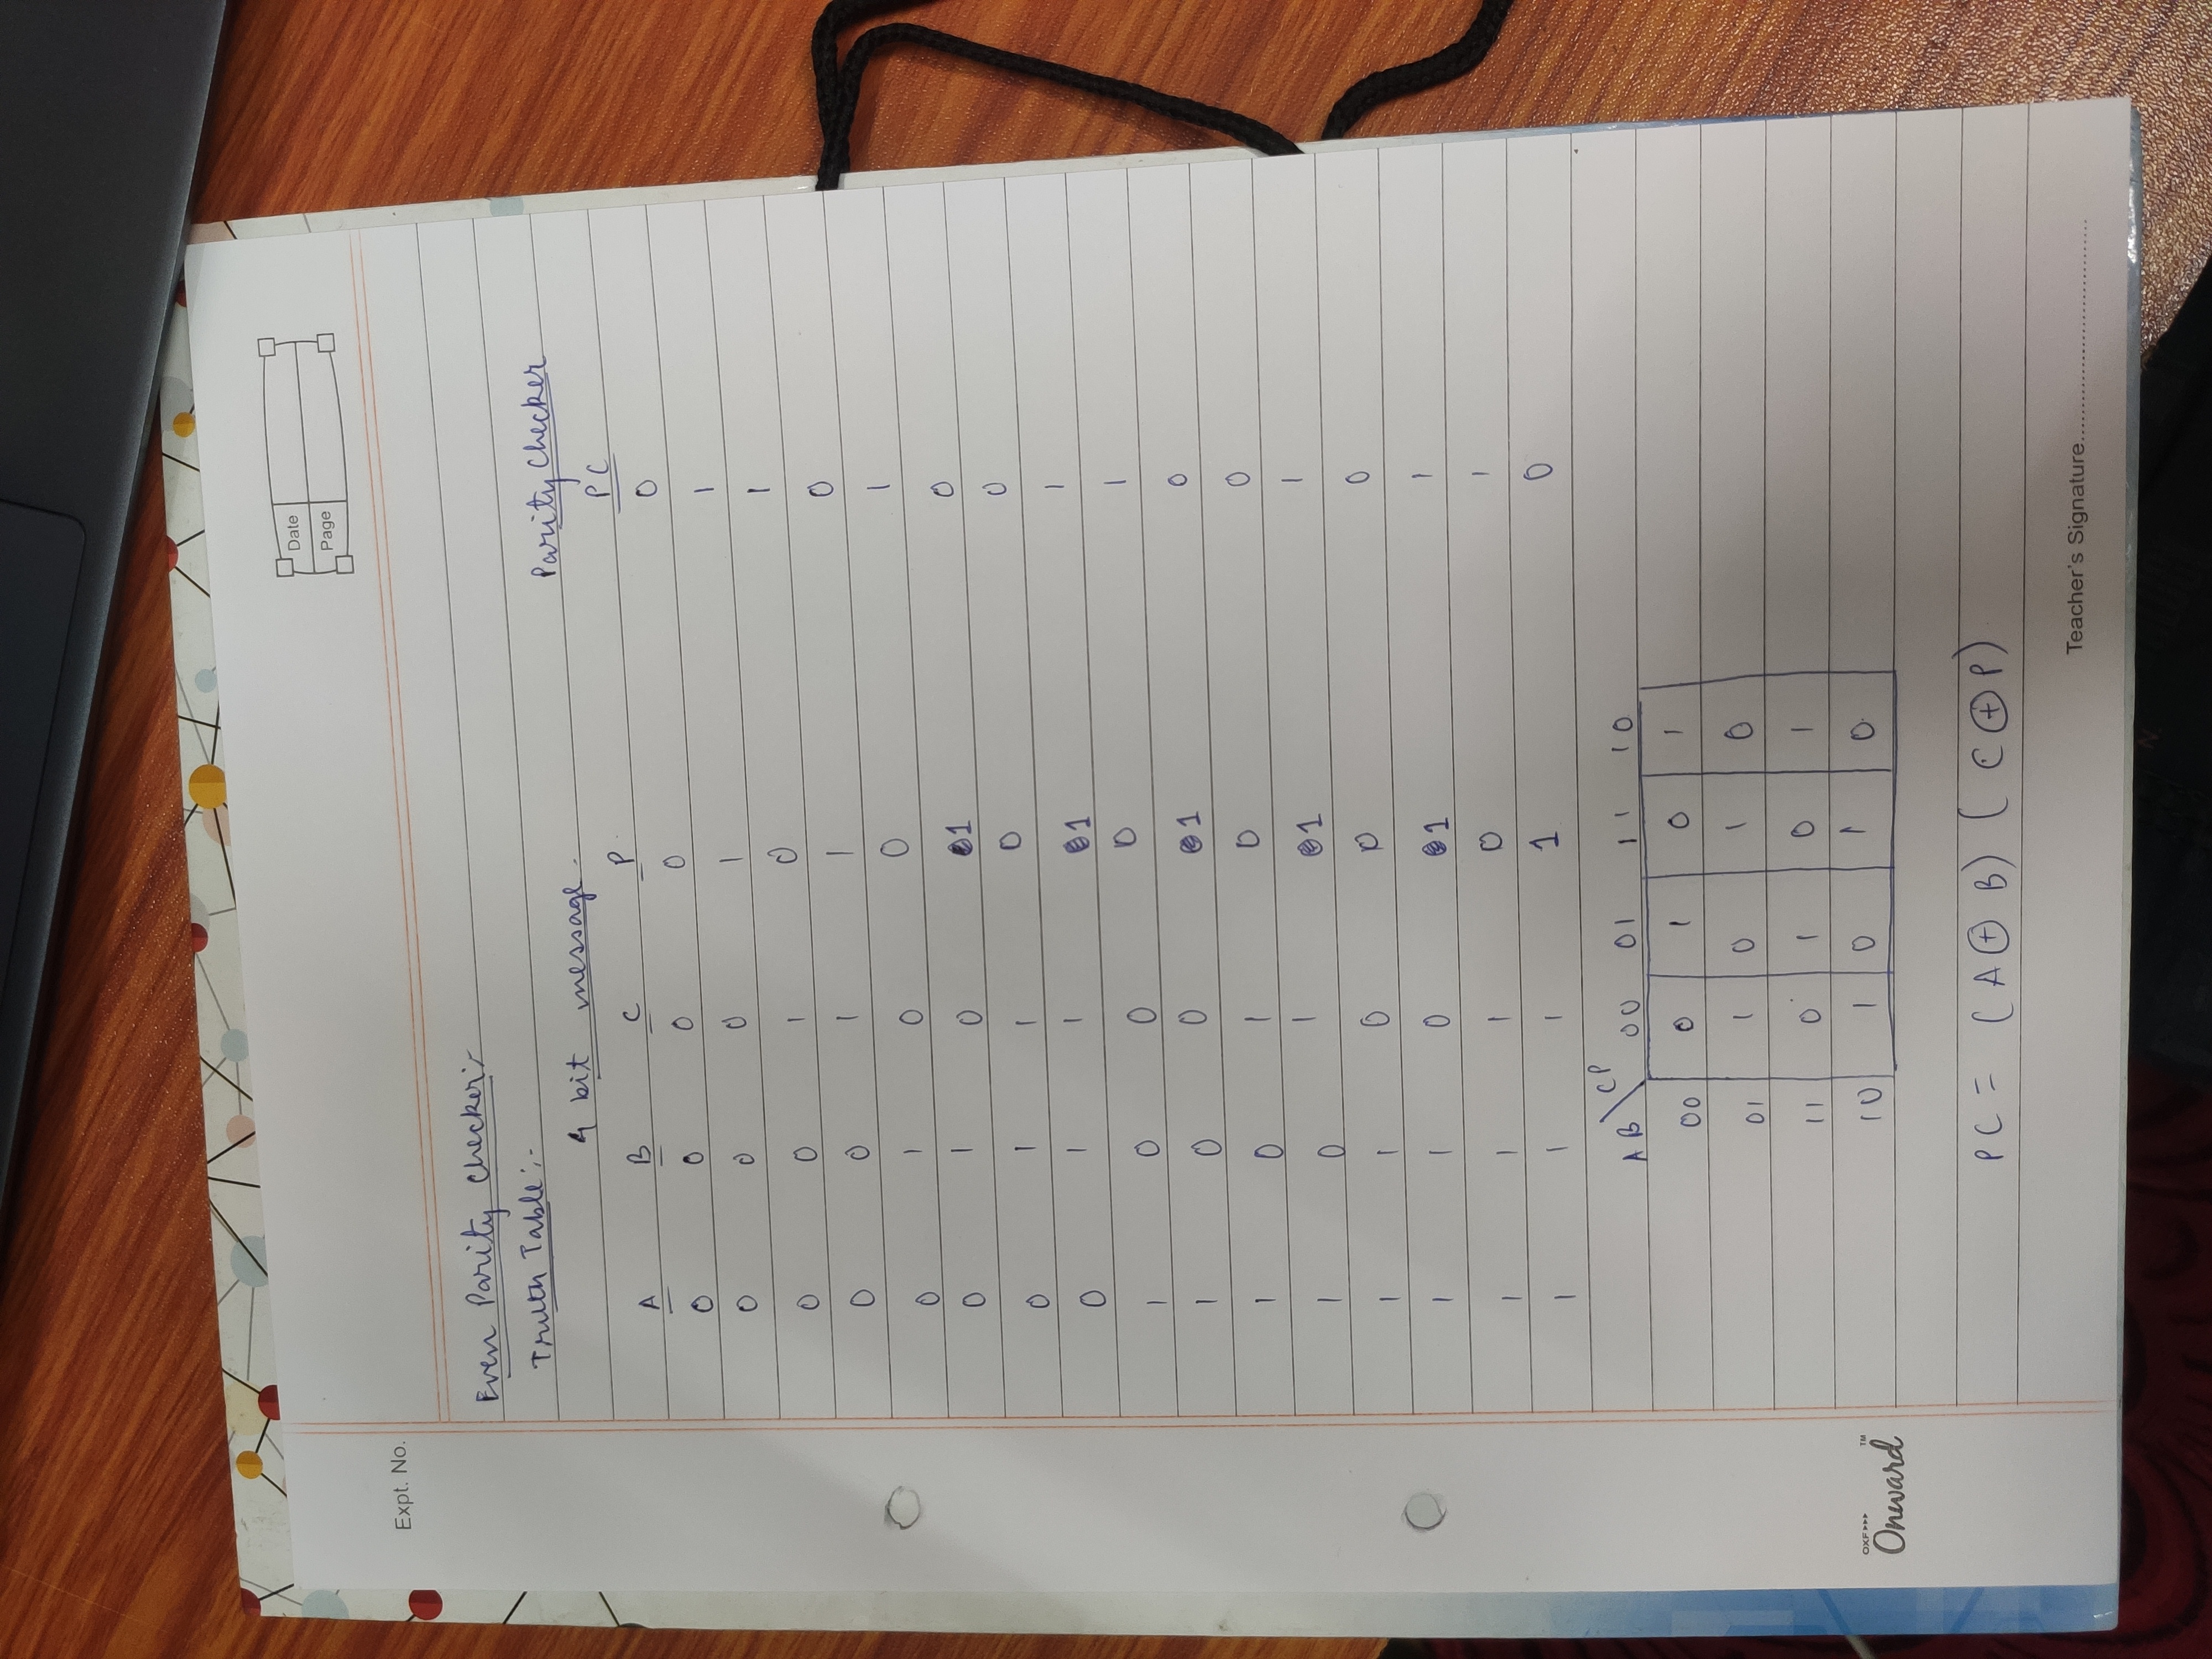 Date
Page
Expt. No.
Even Parity Checker:-
Truth Table:-
4 bit message.
Parity Checker
A B C P PC
0 0 0 0 0
0 0 0 1 1
0 0 1 0 1
0 0 1 1 0
0 1 0 0 1
0 1 0 1 0
0 1 1 0 0
0 1 1 1 1
1 0 0 0 1
1 0 0 1 0
1 0 1 0 0
1 0 1 1 1
1 1 0 0 0
1 1 0 1 1
1 1 1 0 1
1 1 1 1 0
AB\CP 00 01 11 10
00 0 1 0 1
01 1 0 1 0
11 0 1 0 1
10 1 0 1 0
PC = (A ⊕ B) (C ⊕ P)
OXF>>> TM
Onward
Teacher's Signature..................................